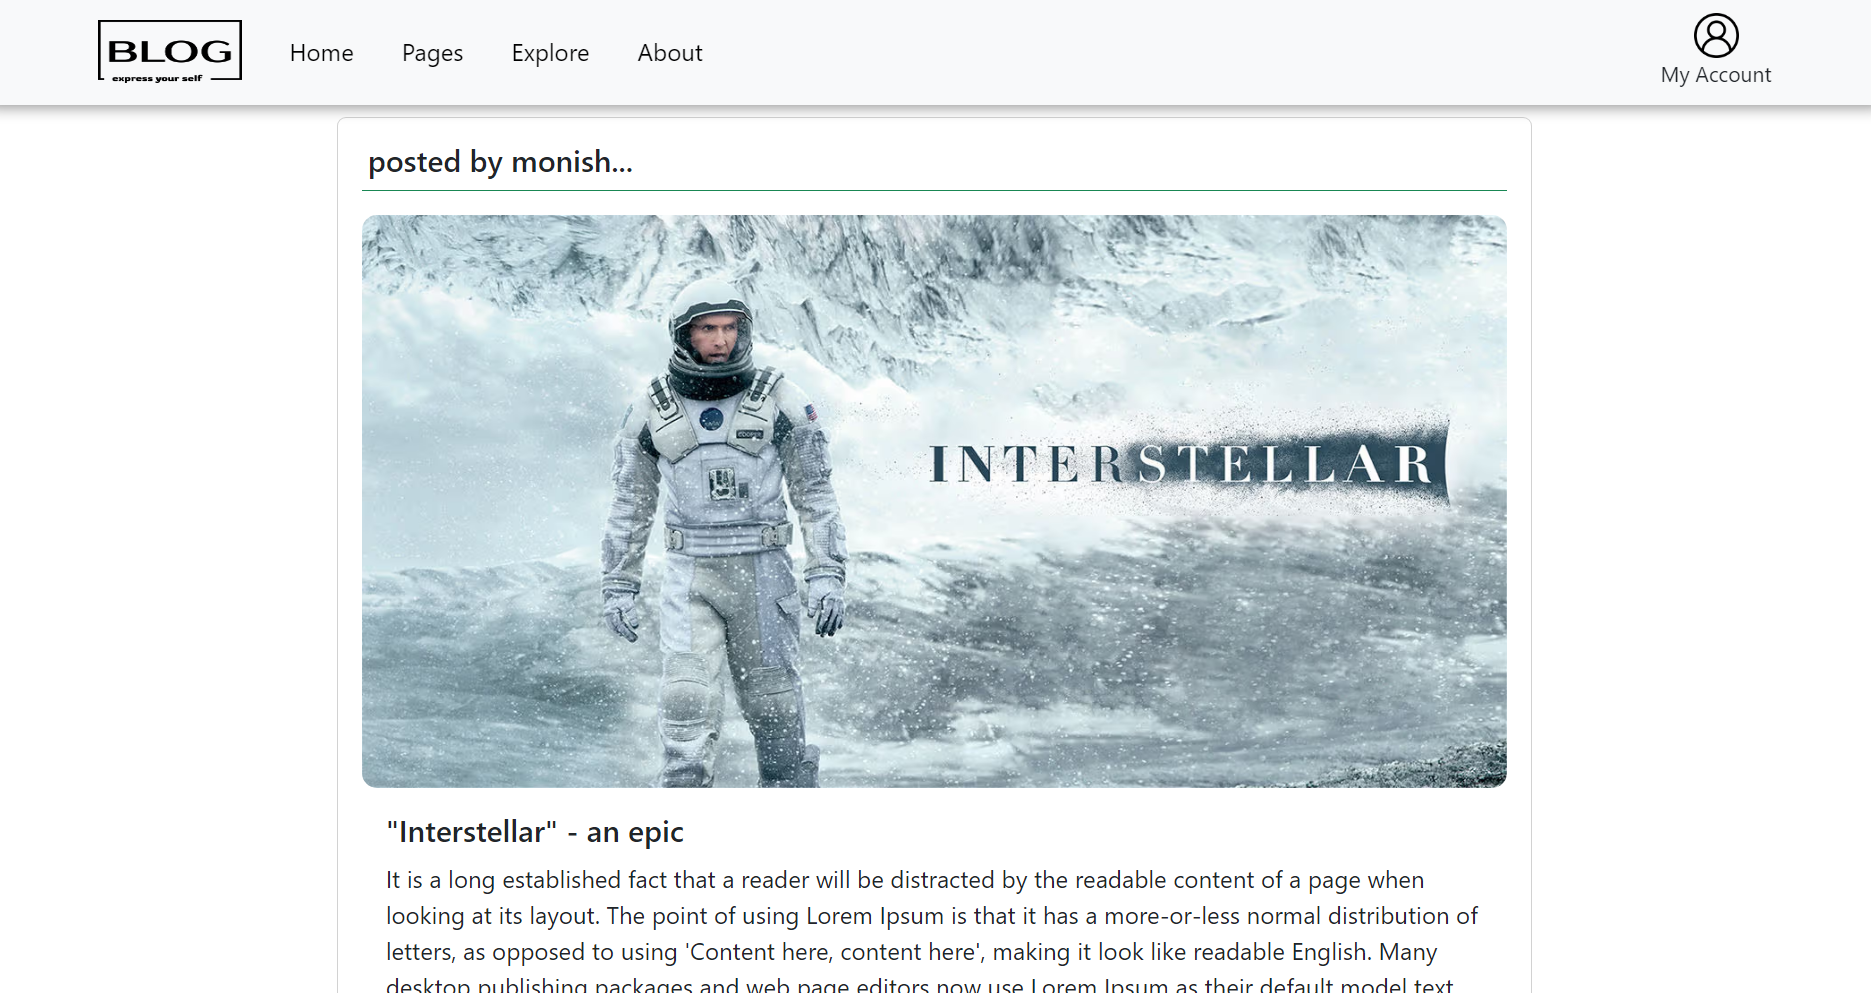 BLOG
express your self
Home
Pages
Explore
About
My Account
posted by monish...
COOPER
INTERSTELLAR
"Interstellar" - an epic
It is a long established fact that a reader will be distracted by the readable content of a page when
looking at its layout. The point of using Lorem Ipsum is that it has a more-or-less normal distribution of
letters, as opposed to using 'Content here, content here', making it look like readable English. Many
desktop publishing packages and web page editors now use Lorem Ipsum as their default model text,